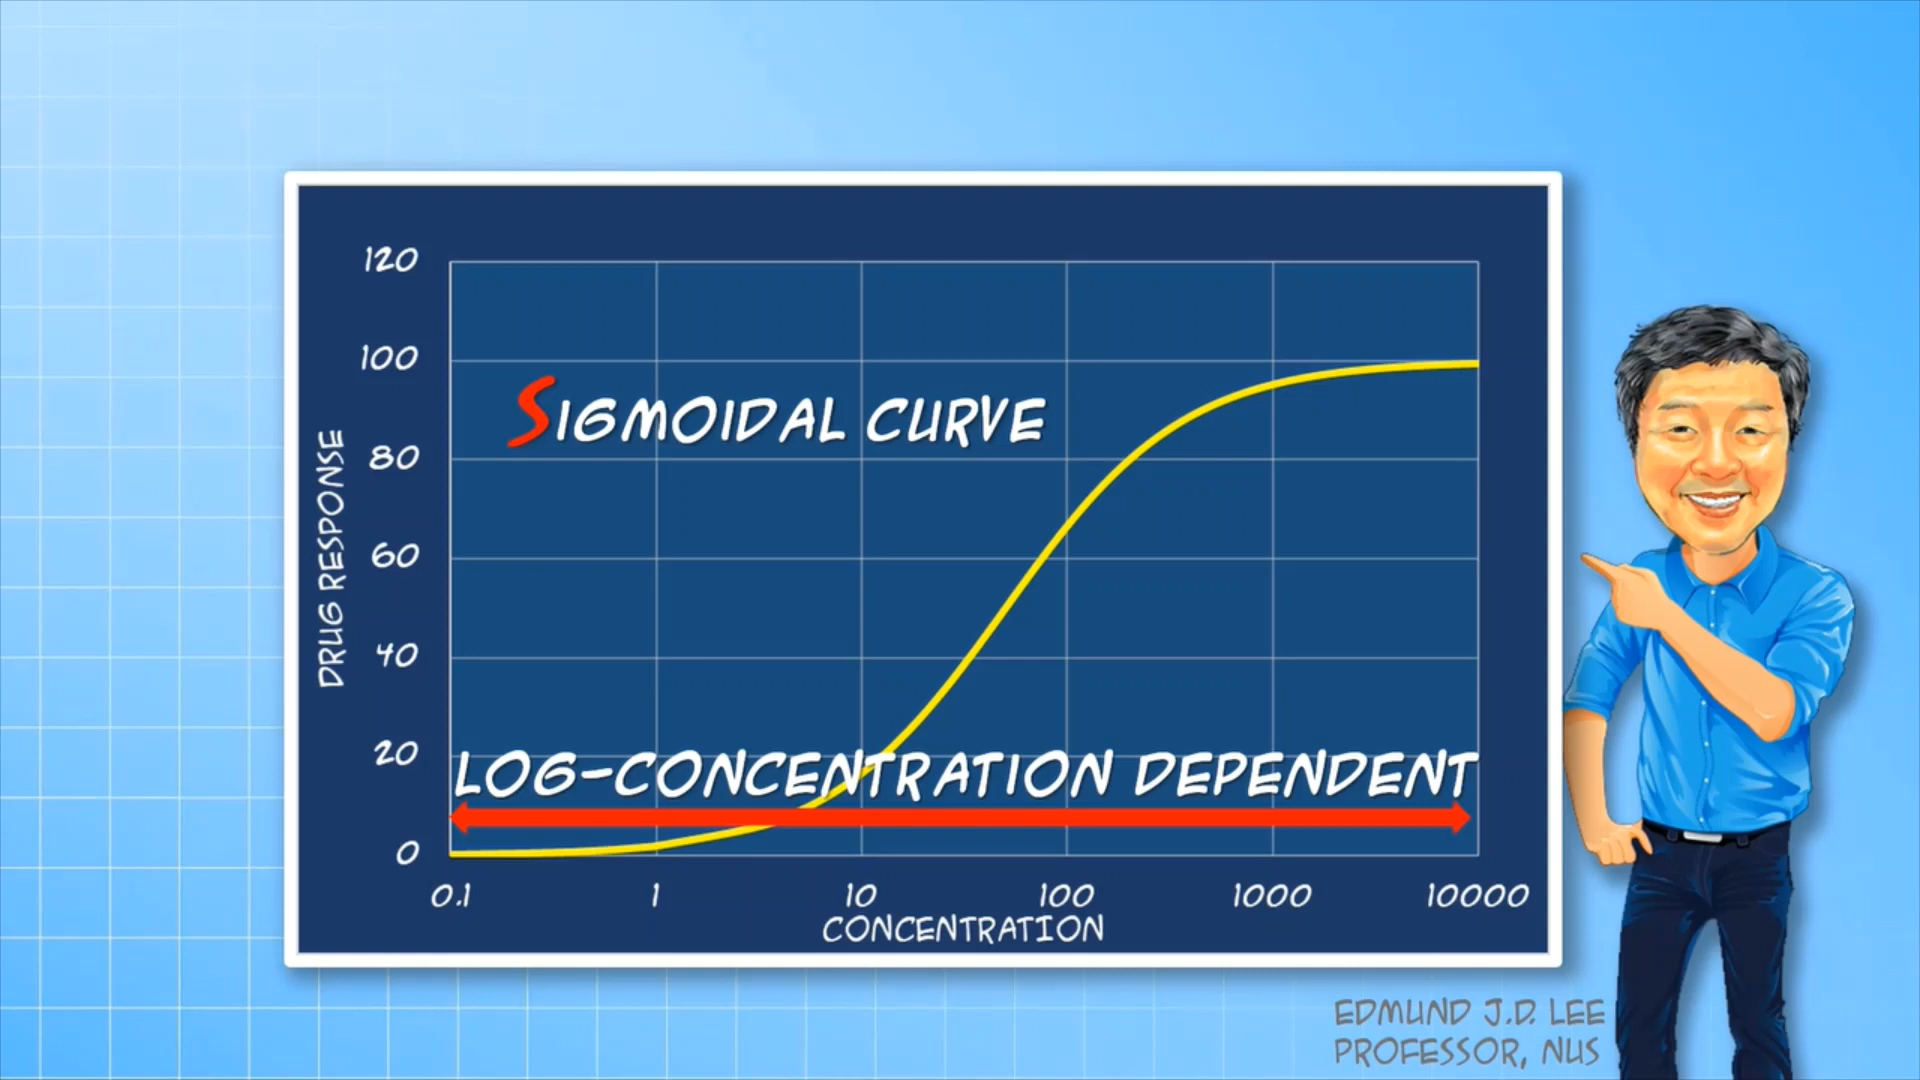 120
100
SIGMOIDAL CURVE
80
DRUG RESPONSE
60
40
20
LOG-CONCENTRATION DEPENDENT
0
0.1 1 10 100 1000 10000
CONCENTRATION
EDMUND J.D. LEE
PROFESSOR, NUS